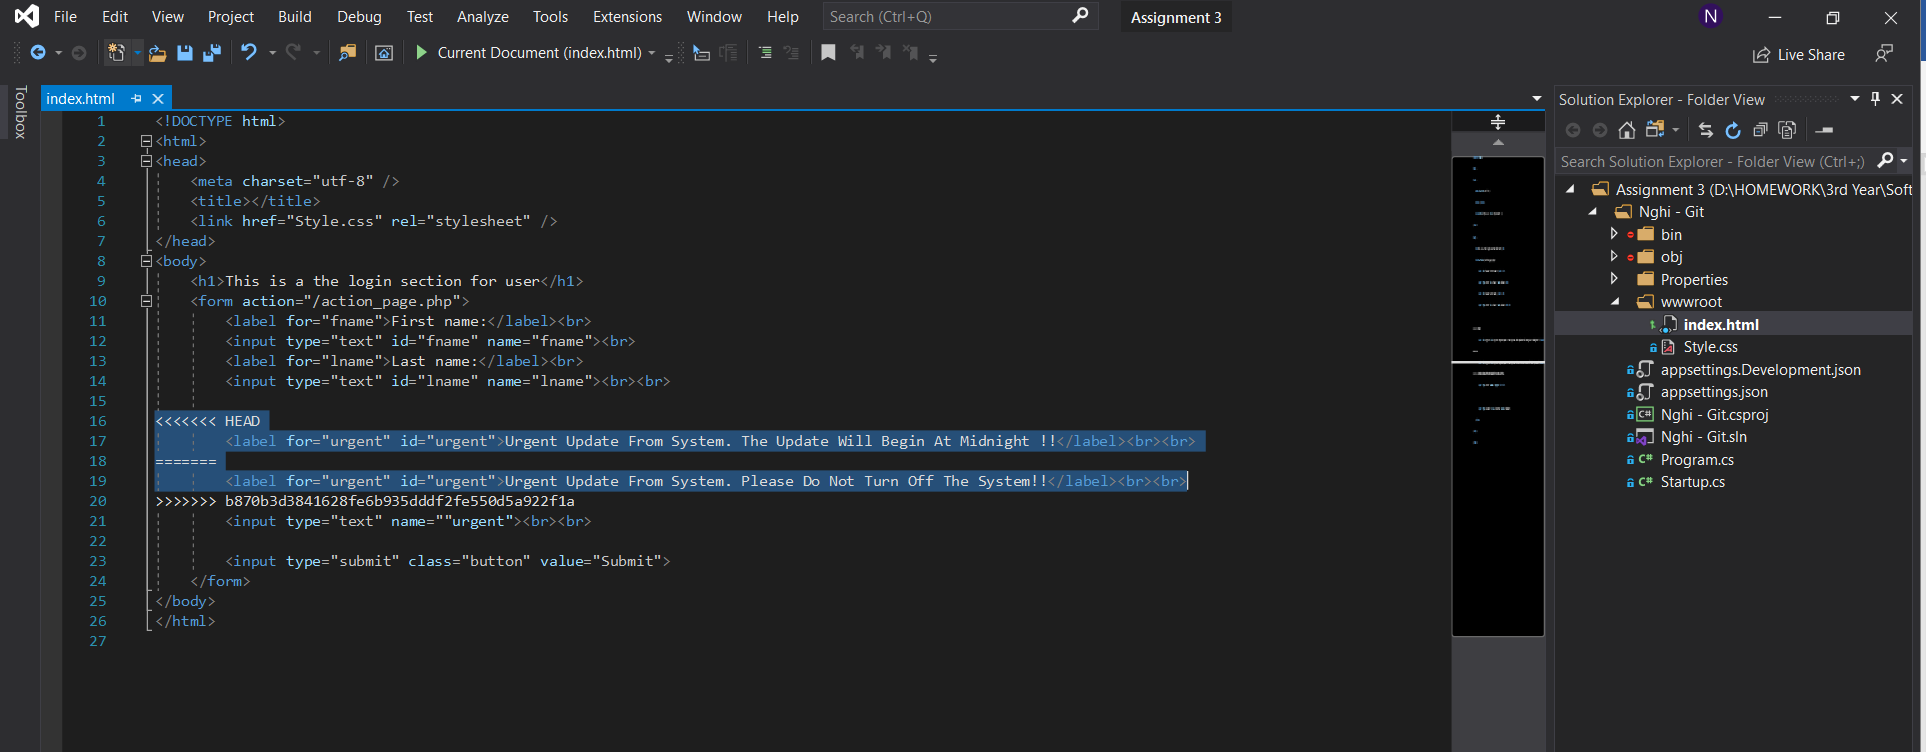 File Edit View Project Build Debug Test Analyze Tools Extensions Window Help Search (Ctrl+Q) Assignment 3 N
Current Document (index.html) Live Share
Toolbox
index.html
1 <!DOCTYPE html>
2 <html>
3 <head>
4 <meta charset="utf-8" />
5 <title></title>
6 <link href="Style.css" rel="stylesheet" />
7 </head>
8 <body>
9 <h1>This is a the login section for user</h1>
10 <form action="/action_page.php">
11 <label for="fname">First name:</label><br>
12 <input type="text" id="fname" name="fname"><br>
13 <label for="lname">Last name:</label><br>
14 <input type="text" id="lname" name="lname"><br><br>
15
16 <<<<<<< HEAD
17 <label for="urgent" id="urgent">Urgent Update From System. The Update Will Begin At Midnight !!</label><br><br>
18 =======
19 <label for="urgent" id="urgent">Urgent Update From System. Please Do Not Turn Off The System!!</label><br><br>
20 >>>>>>> b870b3d3841628fe6b935dddf2fe550d5a922f1a
21 <input type="text" name=""urgent"><br><br>
22
23 <input type="submit" class="button" value="Submit">
24 </form>
25 </body>
26 </html>
27
Solution Explorer - Folder View
Search Solution Explorer - Folder View (Ctrl+;)
Assignment 3 (D:\HOMEWORK\3rd Year\Soft
Nghi - Git
bin
obj
Properties
wwwroot
index.html
Style.css
appsettings.Development.json
appsettings.json
Nghi - Git.csproj
Nghi - Git.sln
Program.cs
Startup.cs